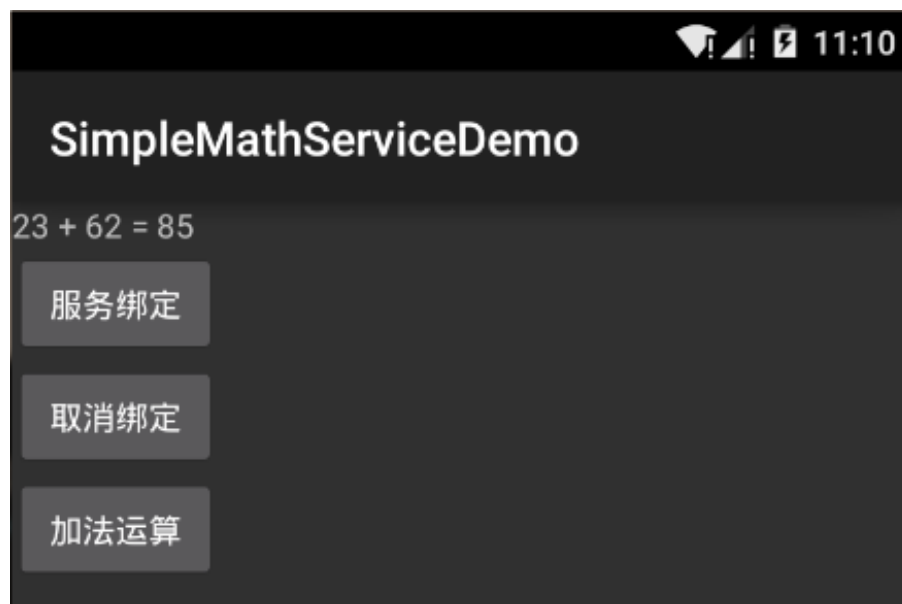 11:10
SimpleMathServiceDemo
23 + 62 = 85
服务绑定
取消绑定
加法运算